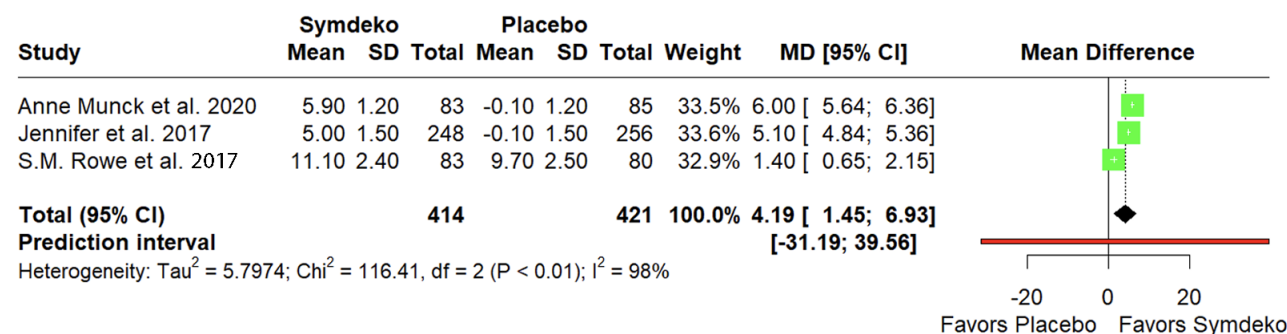 Symdeko Placebo
Study Mean SD Total Mean SD Total Weight MD [95% CI] Mean Difference
Anne Munck et al. 2020 5.90 1.20 83 -0.10 1.20 85 33.5% 6.00 [ 5.64; 6.36]
Jennifer et al. 2017 5.00 1.50 248 -0.10 1.50 256 33.6% 5.10 [ 4.84; 5.36]
S.M. Rowe et al. 2017 11.10 2.40 83 9.70 2.50 80 32.9% 1.40 [ 0.65; 2.15]
Total (95% CI) 414 421 100.0% 4.19 [ 1.45; 6.93]
Prediction interval [-31.19; 39.56]
Heterogeneity: Tau² = 5.7974; Chi² = 116.41, df = 2 (P < 0.01); I² = 98%
-20 0 20
Favors Placebo Favors Symdeko